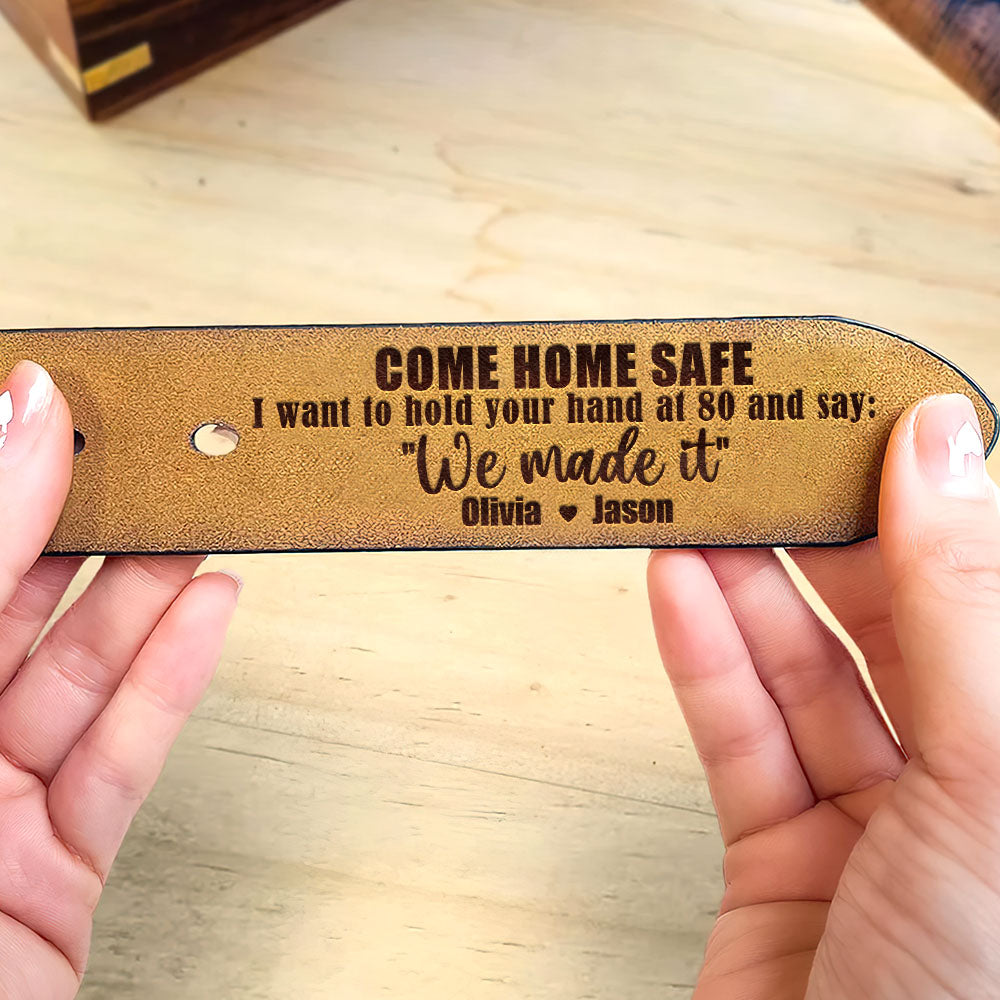 COME HOME SAFE
I want to hold your hand at 80 and say:
"We made it"
Olivia ♥ Jason